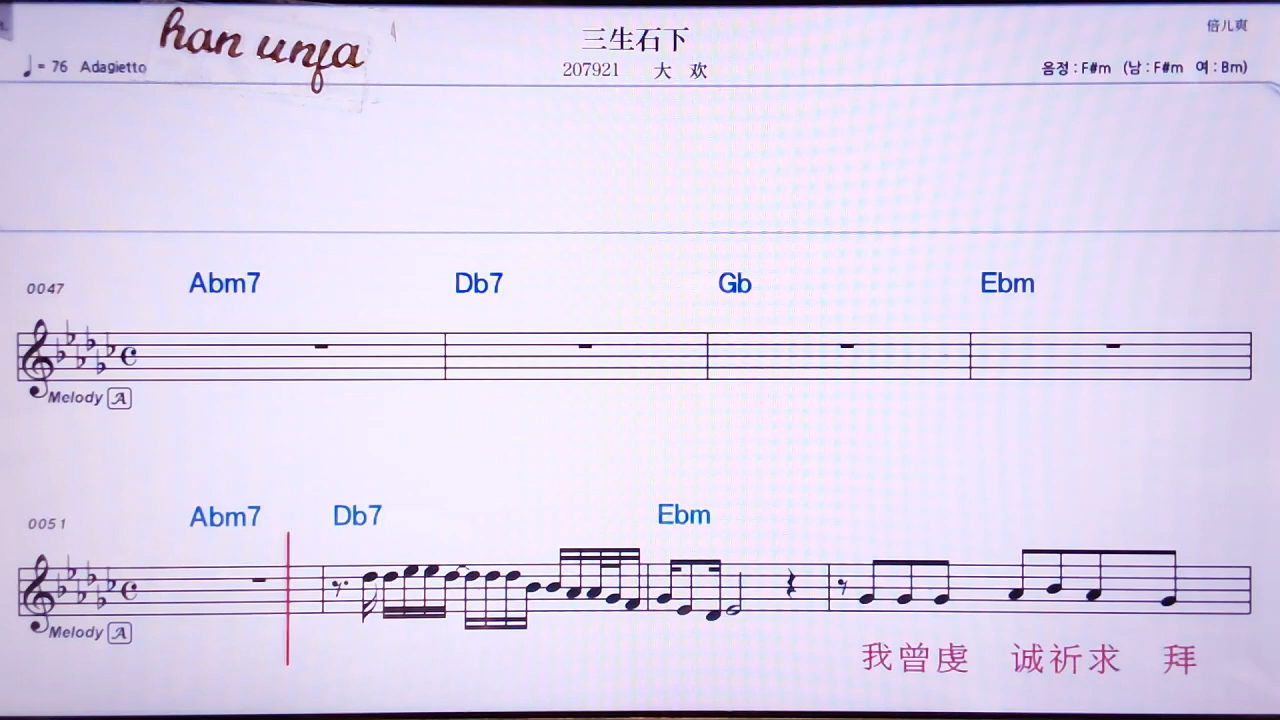 han unfa
三生石下
倍儿爽
♩= 76 Adagietto
207921 大 欢
음정 : F#m (남 : F#m 여 : Bm)
0047 Abm7 Db7 Gb Ebm
Melody A
0051 Abm7 Db7 Ebm
Melody A
我曾虔 诚祈求 拜